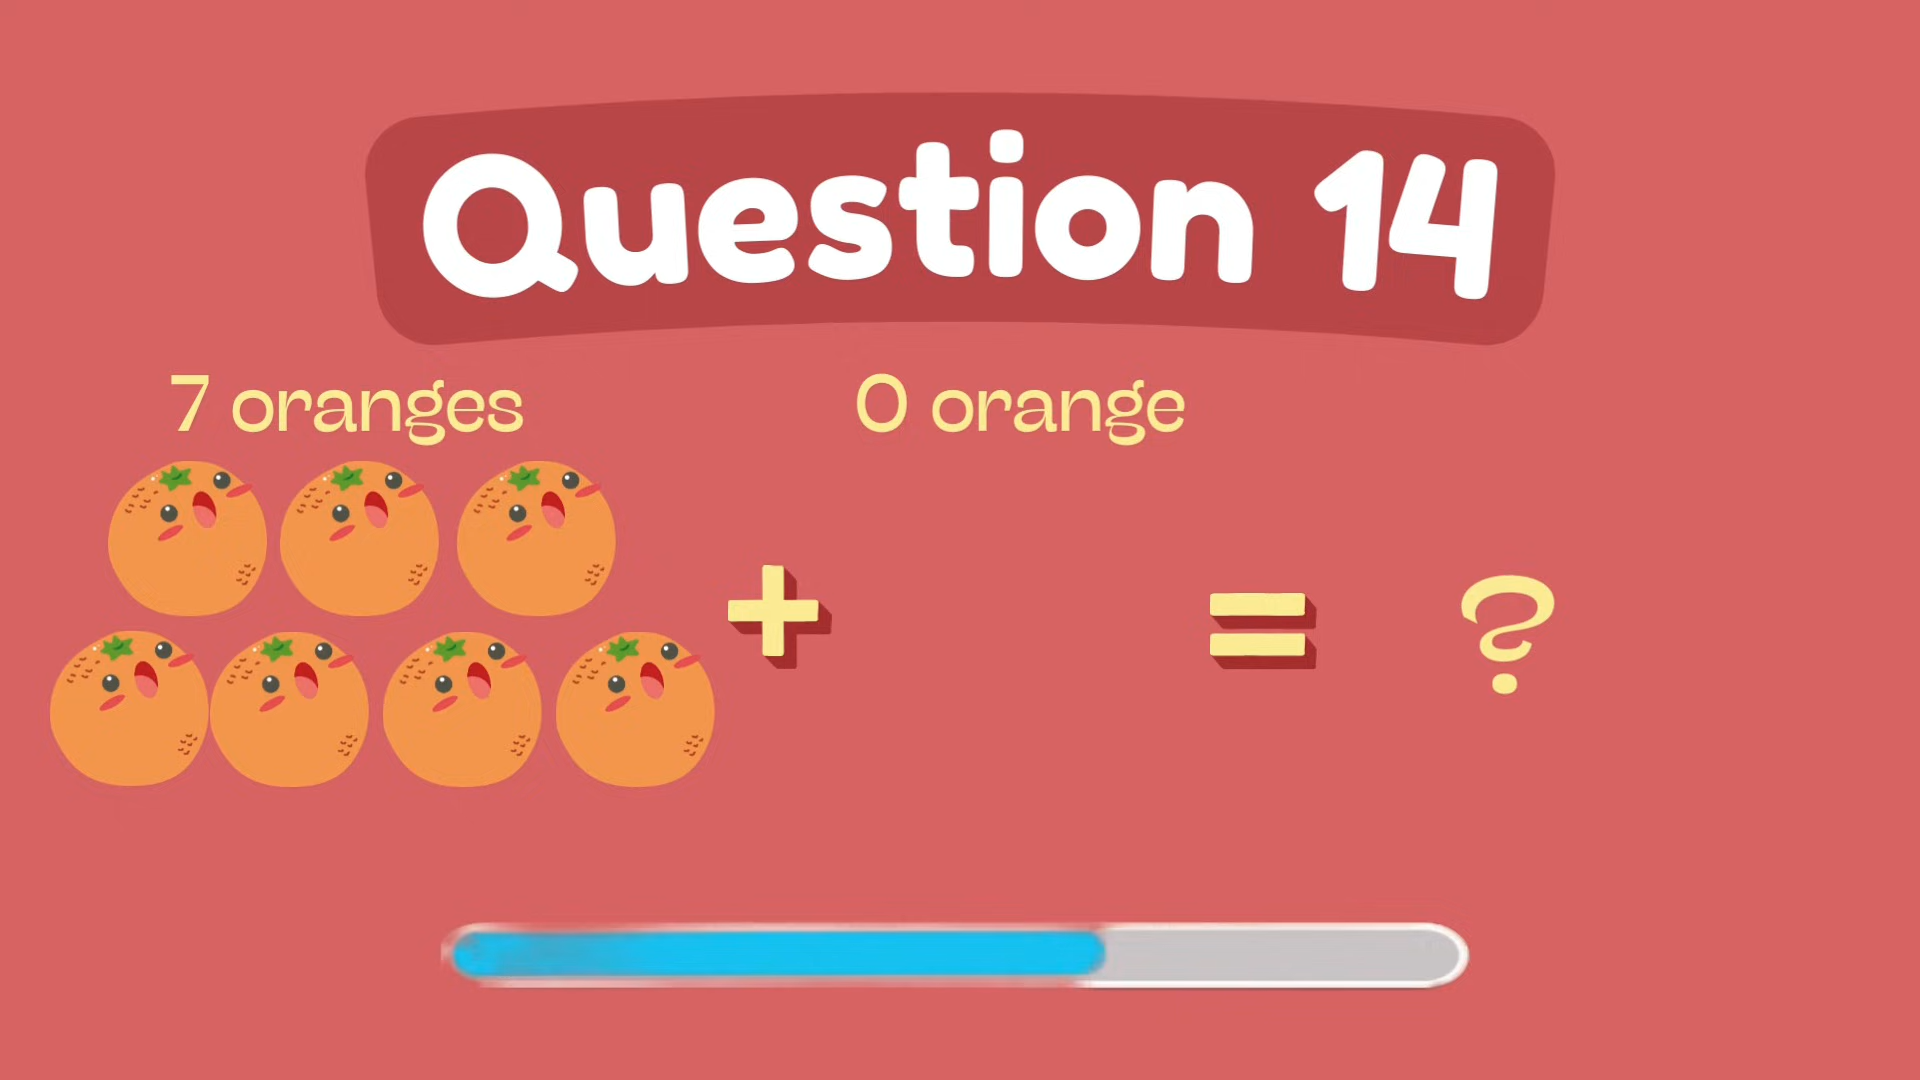 Question 14
7 oranges
0 orange
+ = ?